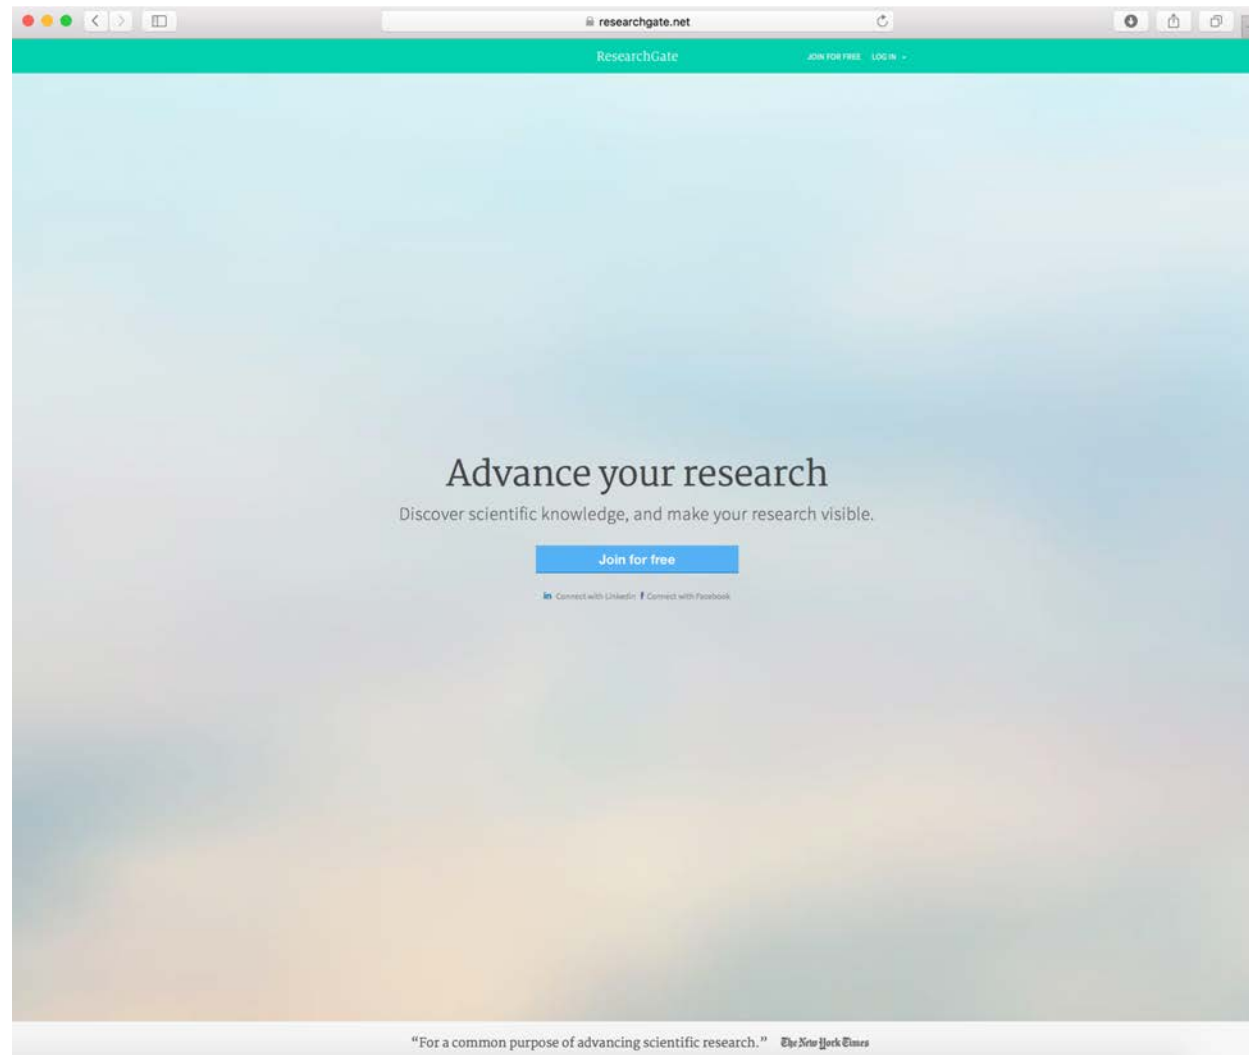 researchgate.net
ResearchGate JOIN FOR FREE LOG IN
Advance your research
Discover scientific knowledge, and make your research visible.
Join for free
in Connect with LinkedIn f Connect with Facebook
“For a common purpose of advancing scientific research.” The New York Times